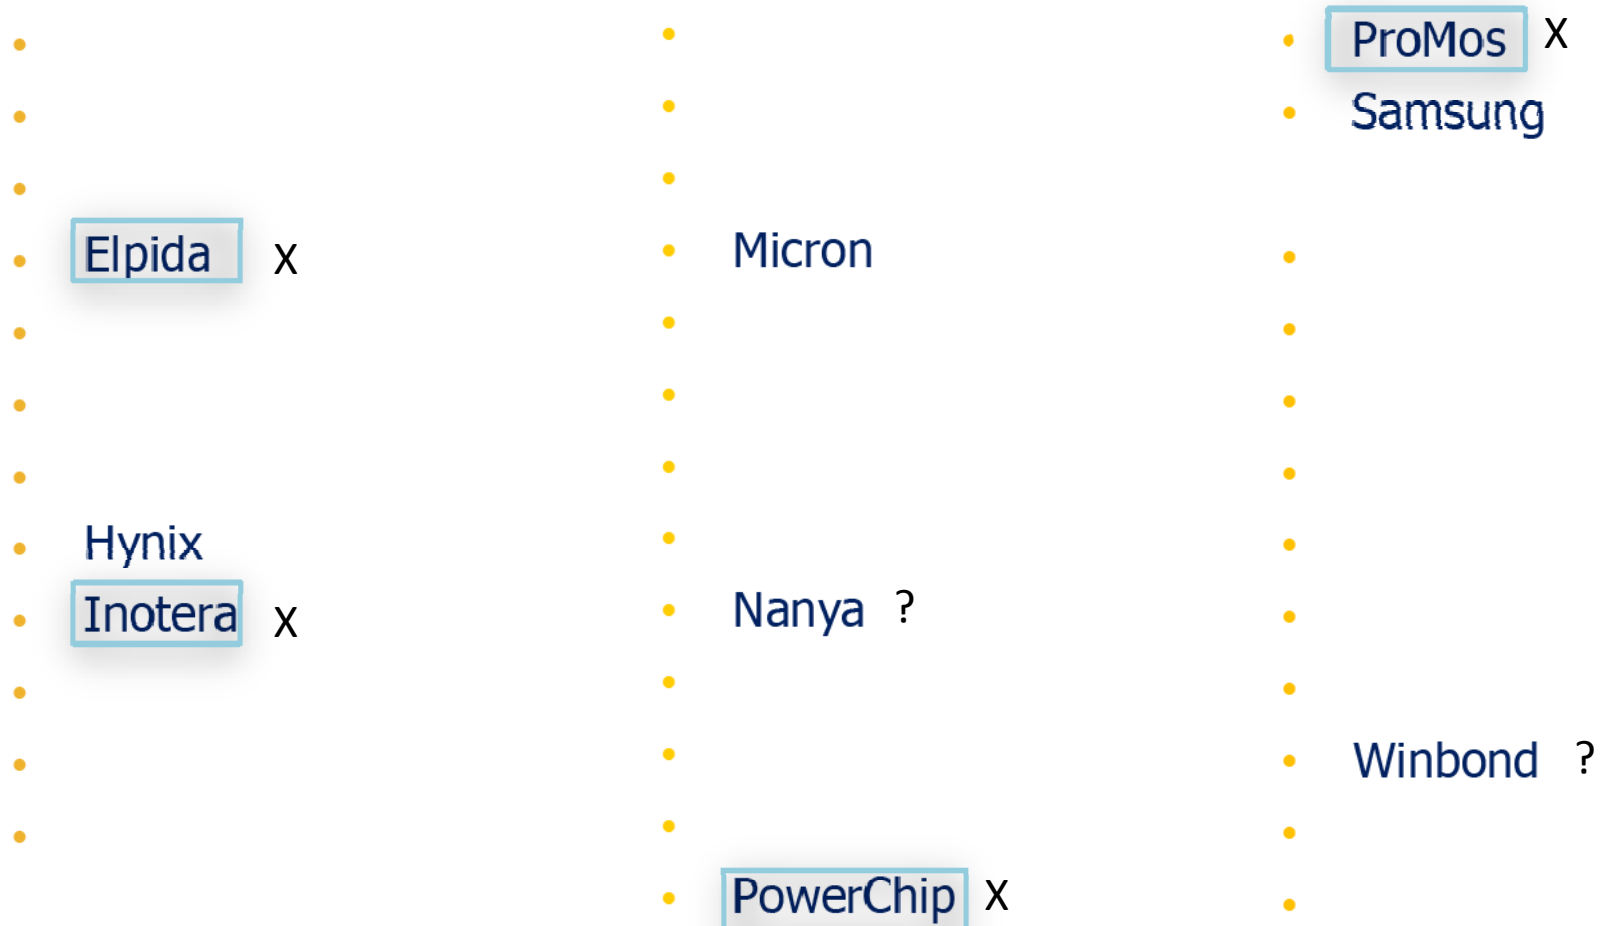 Elpida X
Hynix
Inotera X
Micron
Nanya ?
PowerChip X
ProMos X
Samsung
Winbond ?